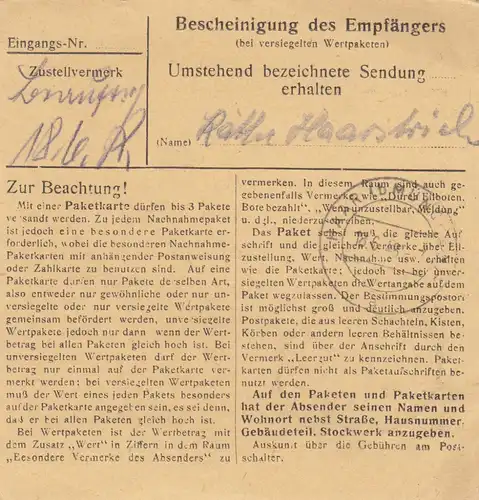 Bescheinigung des Empfängers
(bei versiegelten Wertpaketen)
Eingangs-Nr.
Zustellvermerk
Umstehend bezeichnete Sendung
erhalten
18.6.
(Name) Käthe Haarstrich
Zur Beachtung!
Mit einer Paketkarte dürfen bis 3 Pakete
versandt werden. Zu jedem Nachnahmepaket
ist jedoch eine besondere Paketkarte er-
forderlich, wobei die besonderen Nachnahme-
Paketkarten mit anhängender Postanweisung
oder Zahlkarte zu benutzen sind. Auf eine
Paketkarte dürfen nur Pakete derselben Art,
also entweder nur gewöhnliche oder nur un-
versiegelte oder nur versiegelte Wertpakete
gemeinsam befördert werden, unversiegelte
Wertpakete jedoch nur dann wenn der Wert-
betrag bei allen Paketen gleich hoch ist. Bei
unversiegelten Wertpaketen darf der Wert-
betrag nur einmal auf der Paketkarte ver-
merkt werden; bei versiegelten Wertpaketen
muß der Wert eines jeden Pakets besonders
auf der Paketkarte angegeben sein, es sei denn,
daß er bei allen Paketen gleich hoch ist.
Bei Wertpaketen ist der Wertbetrag mit
dem Zusatz „Wert" in Ziffern in dem Raum
„Besondere Vermerke des Absenders" zu
vermerken. In diesem Raum sind auch ge-
gebenenfalls Vermerke wie „Durch Eilboten,
Bote bezahlt", „Wenn unzustellbar, Meldung"
u. dgl., niederzuschreiben.
Das Paket selbst muß die gleiche Auf-
schrift und die gleichen Vermerke über Eil-
zustellung, Wert, Nachnahme usw. erhalten
wie die Paketkarte; jedoch ist bei unver-
siegelten Wertpaketen die Wertangabe auf dem
Paket wegzulassen. Der Bestimmungspostort
ist möglichst groß und deutlich anzugeben.
Postpakete, die aus leeren Schachteln, Kisten,
Körben oder anderen leeren Behältnissen be-
stehen, sind über der Anschrift durch den
Vermerk „Leergut" zu kennzeichnen. Paket-
karten dürfen nicht als Paketaufschriften be-
nutzt werden.
Auf den Paketen und Paketkarten
hat der Absender seinen Namen und
Wohnort nebst Straße, Hausnummer,
Gebäudeteil, Stockwerk anzugeben.
Auskunft über die Gebühren am Post-
schalter.